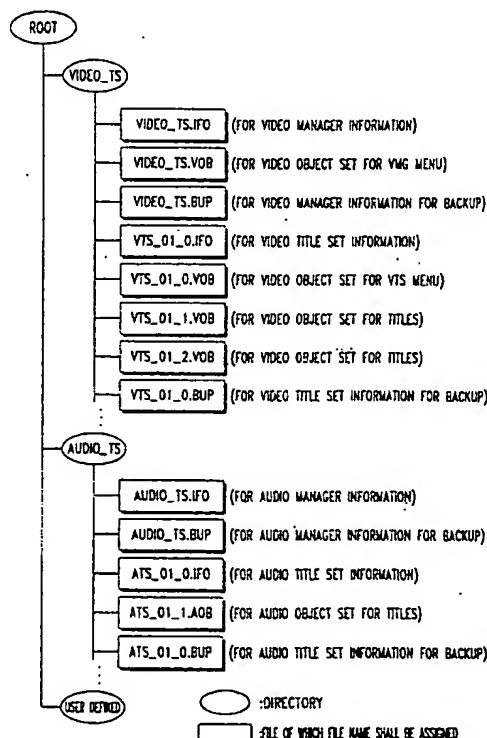 ROOT
VIDEO_TS
VIDEO_TS.IFO (FOR VIDEO MANAGER INFORMATION)
VIDEO_TS.VOB (FOR VIDEO OBJECT SET FOR VMG MENU)
VIDEO_TS.BUP (FOR VIDEO MANAGER INFORMATION FOR BACKUP)
VTS_01_0.IFO (FOR VIDEO TITLE SET INFORMATION)
VTS_01_0.VOB (FOR VIDEO OBJECT SET FOR VTS MENU)
VTS_01_1.VOB (FOR VIDEO OBJECT SET FOR TITLES)
VTS_01_2.VOB (FOR VIDEO OBJECT SET FOR TITLES)
VTS_01_0.BUP (FOR VIDEO TITLE SET INFORMATION FOR BACKUP)
AUDIO_TS
AUDIO_TS.IFO (FOR AUDIO MANAGER INFORMATION)
AUDIO_TS.BUP (FOR AUDIO MANAGER INFORMATION FOR BACKUP)
ATS_01_0.IFO (FOR AUDIO TITLE SET INFORMATION)
ATS_01_1.AOB (FOR AUDIO OBJECT SET FOR TITLES)
ATS_01_0.BUP (FOR AUDIO TITLE SET INFORMATION FOR BACKUP)
USER DEFINED
:DIRECTORY
:FILE OF WHICH FILE NAME SHALL BE ASSIGNED